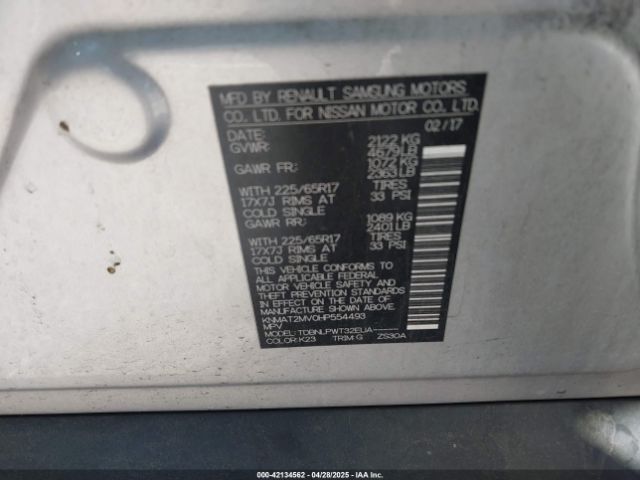 MFD BY RENAULT SAMSUNG MOTORS
CO. LTD. FOR NISSAN MOTOR CO. LTD.
DATE: 02/17
GVWR: 2122 KG
4679 LB
GAWR FR: 1072 KG
2363 LB
WITH 225/65R17 TIRES
17X7J RIMS AT 33 PSI
COLD SINGLE
GAWR RR: 1089 KG
2401 LB
WITH 225/65R17 TIRES
17X7J RIMS AT 33 PSI
COLD SINGLE
THIS VEHICLE CONFORMS TO
ALL APPLICABLE FEDERAL
MOTOR VEHICLE SAFETY AND
THEFT PREVENTION STANDARDS
IN EFFECT ON THE DATE OF
MANUFACTURE SHOWN ABOVE.
KNMAT2MV0HP554493
MPV
MODEL: TDBNLPWT32EUA-----
COLOR:K23 TRIM:G ZS30A
000-42134562 | 04/28/2025 - IAA Inc.